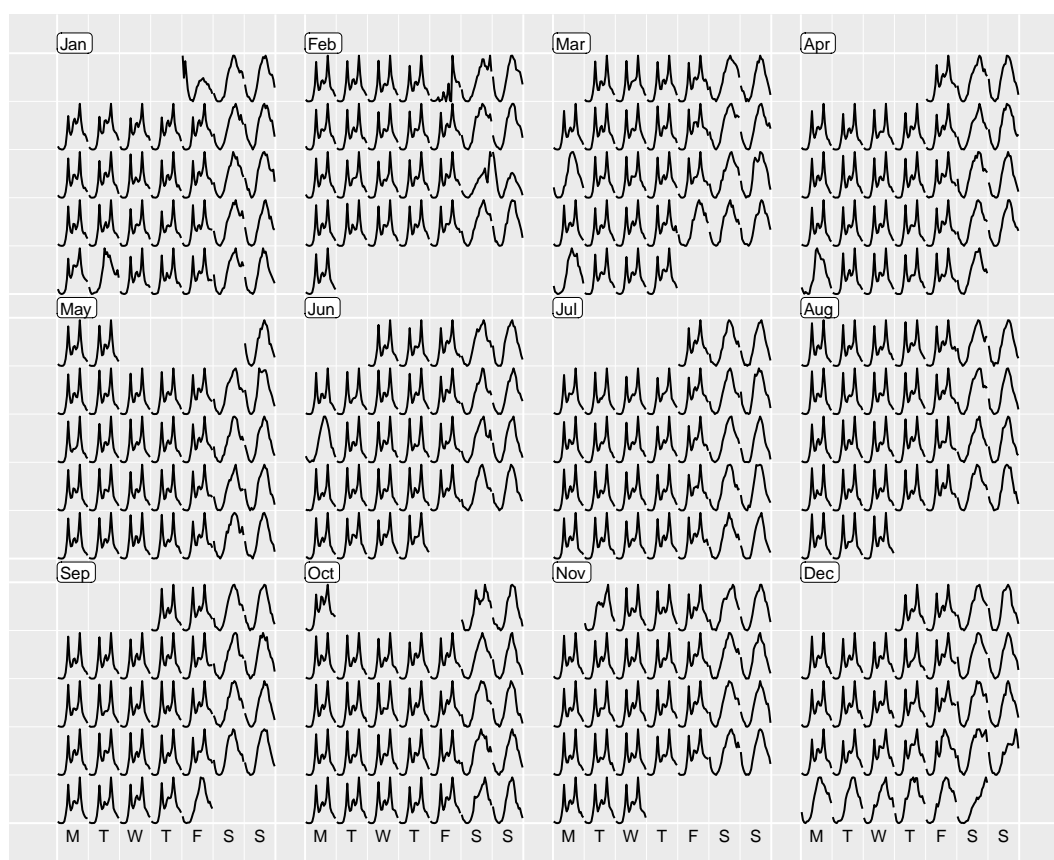 Jan Feb Mar Apr
May Jun Jul Aug
Sep Oct Nov Dec
M T W T F S S M T W T F S S M T W T F S S M T W T F S S